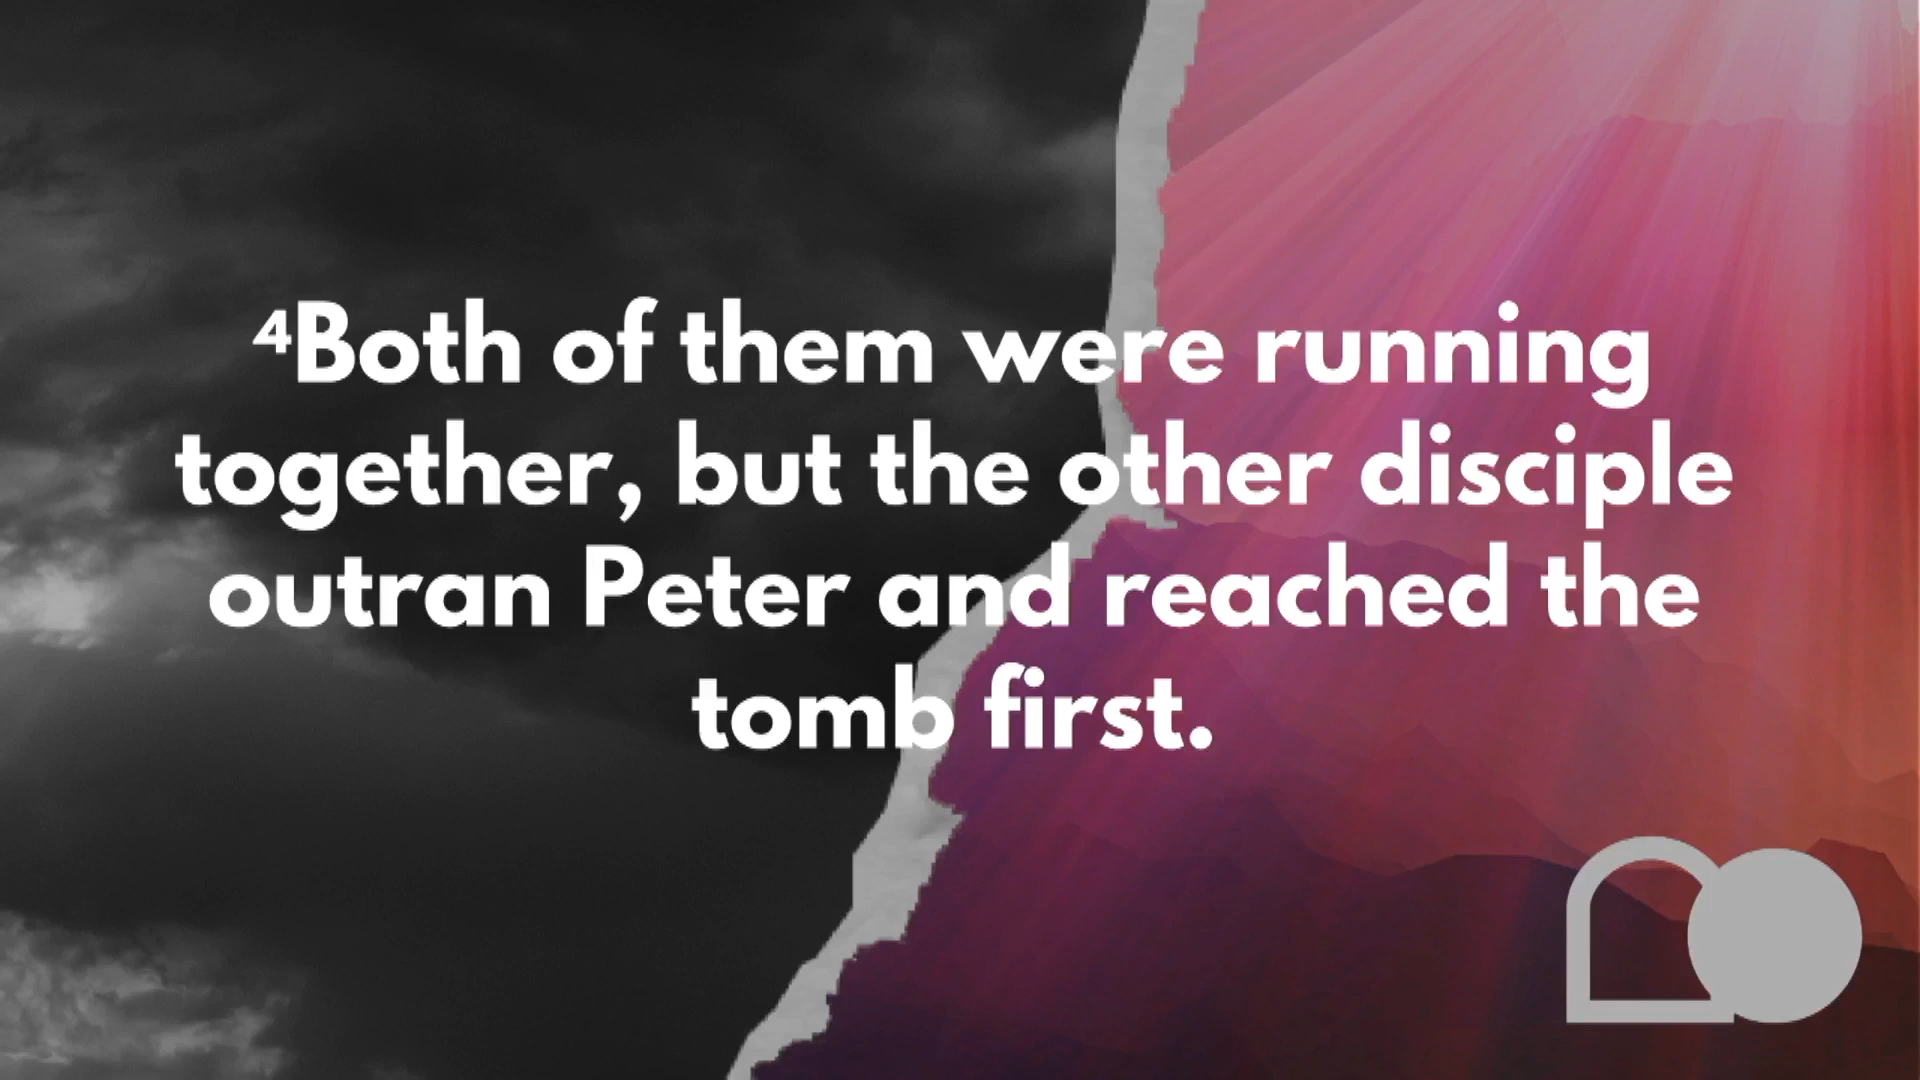 ⁴Both of them were running
together, but the other disciple
outran Peter and reached the
tomb first.